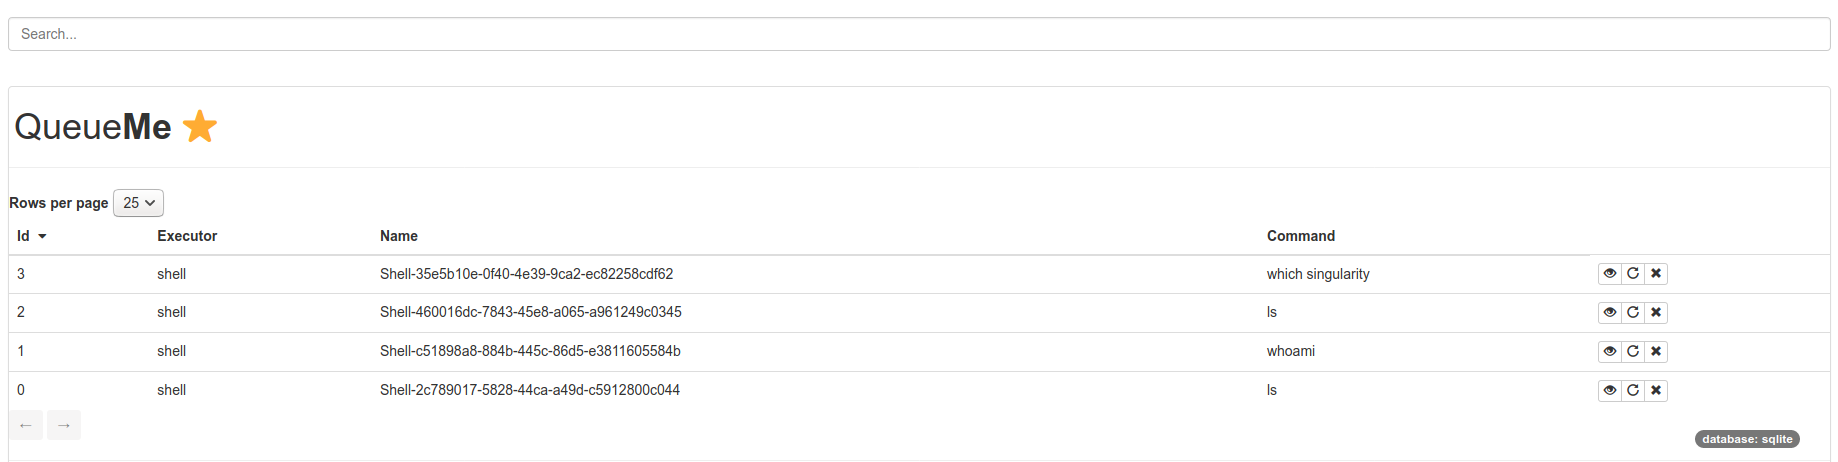 Search...
QueueMe
Rows per page 25
Id Executor Name Command
3 shell Shell-35e5b10e-0f40-4e39-9ca2-ec82258cdf62 which singularity
2 shell Shell-460016dc-7843-45e8-a065-a961249c0345 ls
1 shell Shell-c51898a8-884b-445c-86d5-e3811605584b whoami
0 shell Shell-2c789017-5828-44ca-a49d-c5912800c044 ls
← →
database: sqlite